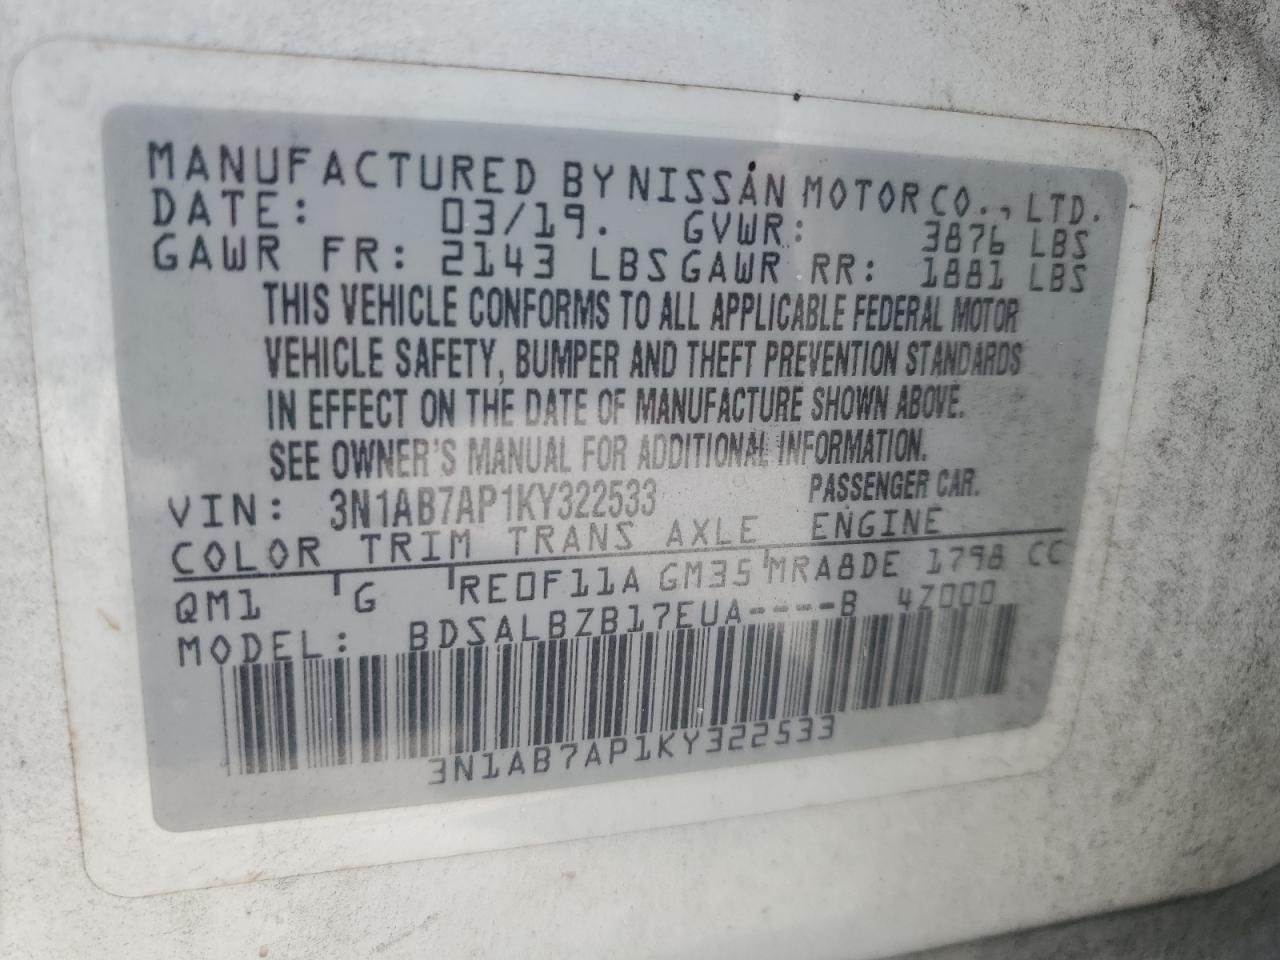 MANUFACTURED BY NISSAN MOTOR CO., LTD.
DATE: 03/19. GVWR: 3876 LBS
GAWR FR: 2143 LBS GAWR RR: 1881 LBS
THIS VEHICLE CONFORMS TO ALL APPLICABLE FEDERAL MOTOR
VEHICLE SAFETY, BUMPER AND THEFT PREVENTION STANDARDS
IN EFFECT ON THE DATE OF MANUFACTURE SHOWN ABOVE.
SEE OWNER'S MANUAL FOR ADDITIONAL INFORMATION.
VIN: 3N1AB7AP1KY322533 PASSENGER CAR.
COLOR TRIM TRANS AXLE ENGINE
QM1 G RE0F11A GM35 MRA8DE 1798 CC
MODEL: BDSALBZB17EUA----B 47000
3N1AB7AP1KY322533